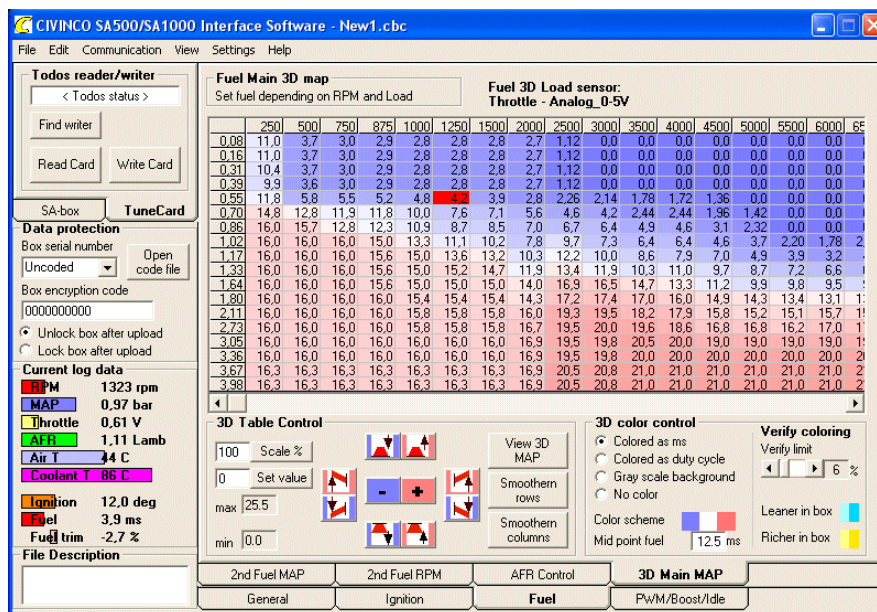 CIVINCO SA500/SA1000 Interface Software - New1.cbc
File Edit Communication View Settings Help
Todos reader/writer
< Todos status >
Find writer
Read Card Write Card
SA-box TuneCard
Data protection
Box serial number
Uncoded
Open code file
Box encryption code
0000000000
Unlock box after upload
Lock box after upload
Current log data
RPM 1323 rpm
MAP 0,97 bar
Throttle 0,61 V
AFR 1,11 Lamb
Air T 44 C
Coolant T 86 C
Ignition 12,0 deg
Fuel 3,9 ms
Fuel trim -2,7 %
File Description
Fuel Main 3D map
Set fuel depending on RPM and Load
Fuel 3D Load sensor:
Throttle - Analog_0-5V
250 500 750 875 1000 1250 1500 2000 2500 3000 3500 4000 4500 5000 5500 6000 65
0,08 11,0 3,7 3,0 2,9 2,8 2,8 2,8 2,7 1,12 0,0 0,0 0,0 0,0 0,0 0,0 0,0
0,16 11,0 3,7 3,0 2,9 2,8 2,8 2,8 2,7 1,12 0,0 0,0 0,0 0,0 0,0 0,0 0,0
0,31 10,4 3,7 3,0 2,9 2,8 2,8 2,8 2,7 1,12 0,0 0,0 0,0 0,0 0,0 0,0 0,0
0,39 9,9 3,6 3,0 2,9 2,8 2,8 2,8 2,7 1,12 0,0 0,0 0,0 0,0 0,0 0,0 0,0
0,55 11,8 5,8 5,5 5,2 4,8 4,2 3,9 2,8 2,26 2,14 1,78 1,72 1,36 0,0 0,0 0,0
0,70 14,8 12,8 11,9 11,8 10,0 7,6 7,1 5,6 4,6 4,2 2,44 2,44 1,96 1,42 0,0 0,0
0,86 16,0 15,7 12,8 12,3 10,9 8,7 8,5 7,0 6,7 6,4 4,9 4,6 3,1 2,32 0,0 0,0
1,02 16,0 16,0 16,0 15,0 13,3 11,1 10,2 7,8 9,7 7,3 6,4 6,4 4,6 3,7 2,20 1,78 2,
1,17 16,0 16,0 16,0 15,6 15,0 13,6 13,2 10,3 12,2 10,0 8,6 7,9 7,0 4,9 3,9 3,2
1,33 16,0 16,0 16,0 15,6 15,0 15,2 14,7 11,9 13,4 11,9 10,3 11,0 9,7 8,7 7,2 6,6
1,64 16,0 16,0 16,0 15,6 15,0 15,0 15,0 14,0 16,9 16,5 14,7 13,3 11,2 9,9 9,8 9,5
1,80 16,0 16,0 16,0 16,0 15,4 15,4 15,4 14,3 17,2 17,4 17,0 16,0 14,9 14,3 13,4 13,1
2,11 16,0 16,0 16,0 16,0 15,8 15,8 15,8 16,0 19,3 19,5 18,2 17,9 15,8 15,2 15,1 15,7
2,73 16,0 16,0 16,0 16,0 15,8 15,8 15,8 16,7 19,5 20,0 19,6 18,6 16,8 16,8 16,2 17,0
3,05 16,0 16,0 16,0 16,0 16,0 16,0 16,0 16,9 19,5 19,8 20,5 20,0 19,0 19,0 19,0 19,0
3,36 16,0 16,0 16,0 16,0 16,0 16,0 16,0 16,9 19,5 19,8 20,0 20,0 20,0 20,0 20,0 20,0
3,67 16,3 16,3 16,3 16,3 16,3 16,3 16,3 16,9 20,5 20,8 21,0 21,0 21,0 21,0 21,0 21,0
3,98 16,3 16,3 16,3 16,3 16,3 16,3 16,3 16,9 20,5 20,8 21,0 21,0 21,0 21,0 21,0 21,0
3D Table Control
100 Scale %
0 Set value
max 25.5
min 0.0
- +
View 3D MAP
Smoothern rows
Smoothern columns
3D color control
Colored as ms
Colored as duty cycle
Gray scale background
No color
Color scheme
Mid point fuel 12.5 ms
Verify coloring
Verify limit
6 %
Leaner in box
Richer in box
2nd Fuel MAP 2nd Fuel RPM AFR Control 3D Main MAP
General Ignition Fuel PWM/Boost/Idle